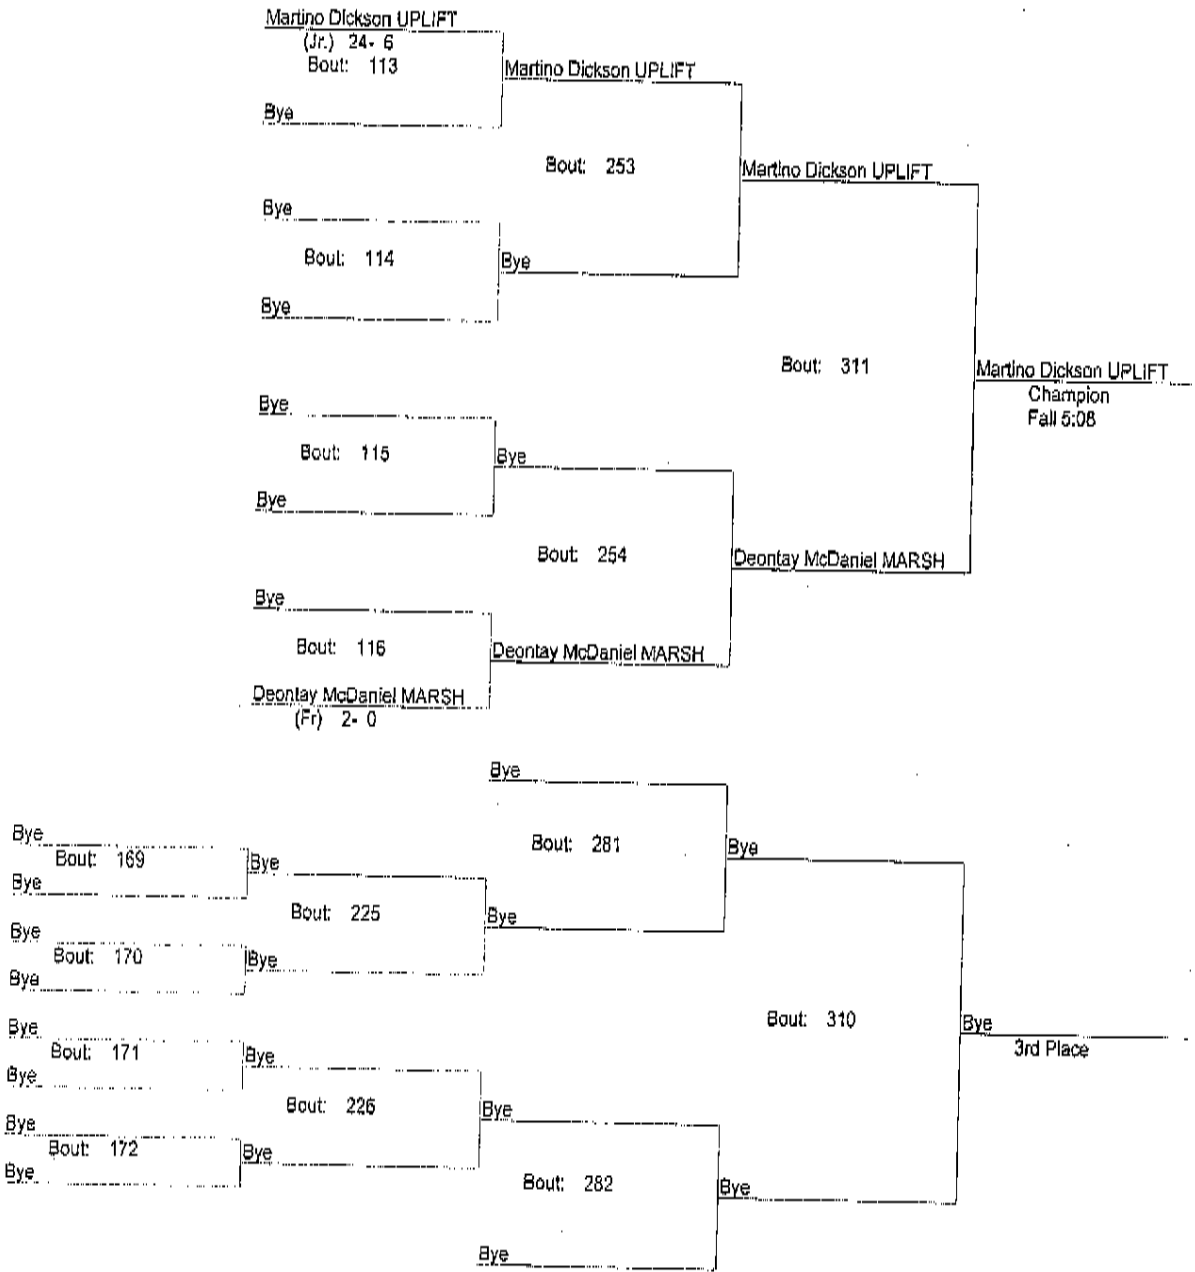 Martino Dickson UPLIFT
(Jr.) 24- 6
Bout: 113
Martino Dickson UPLIFT
Bye
Bout: 253
Martino Dickson UPLIFT
Bye
Bout: 114
Bye
Bye
Bout: 311
Martino Dickson UPLIFT
Champion
Fall 5:08
Bye
Bout: 115
Bye
Bye
Bout: 254
Deontay McDaniel MARSH
Bye
Bout: 116
Deontay McDaniel MARSH
Deontay McDaniel MARSH
(Fr) 2- 0
Bye
Bout: 281
Bye
Bye
Bout: 169
Bye
Bye
Bout: 225
Bye
Bye
Bout: 170
Bye
Bye
Bout: 310
Bye
3rd Place
Bye
Bout: 171
Bye
Bye
Bout: 226
Bye
Bye
Bout: 172
Bye
Bye
Bout: 282
Bye
Bye